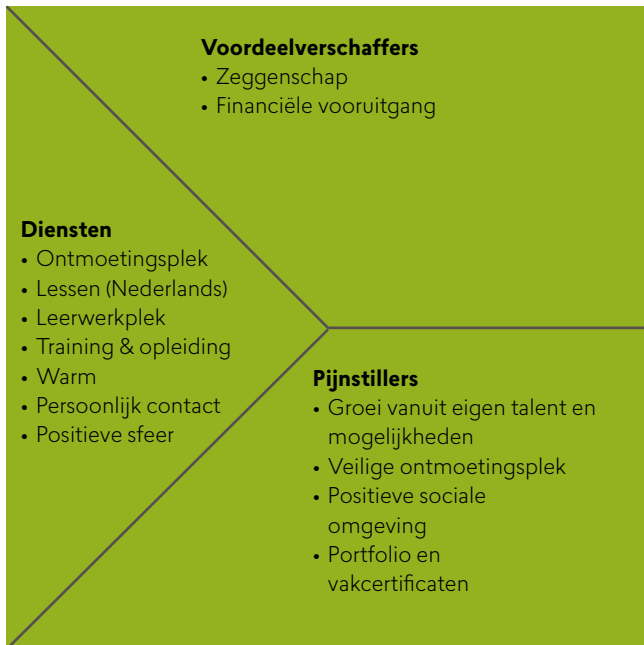 Voordeelverschaffers
• Zeggenschap
• Financiële vooruitgang
Diensten
• Ontmoetingsplek
• Lessen (Nederlands)
• Leerwerkplek
• Training & opleiding
• Warm
• Persoonlijk contact
• Positieve sfeer
Pijnstillers
• Groei vanuit eigen talent en
mogelijkheden
• Veilige ontmoetingsplek
• Positieve sociale
omgeving
• Portfolio en
vakcertificaten